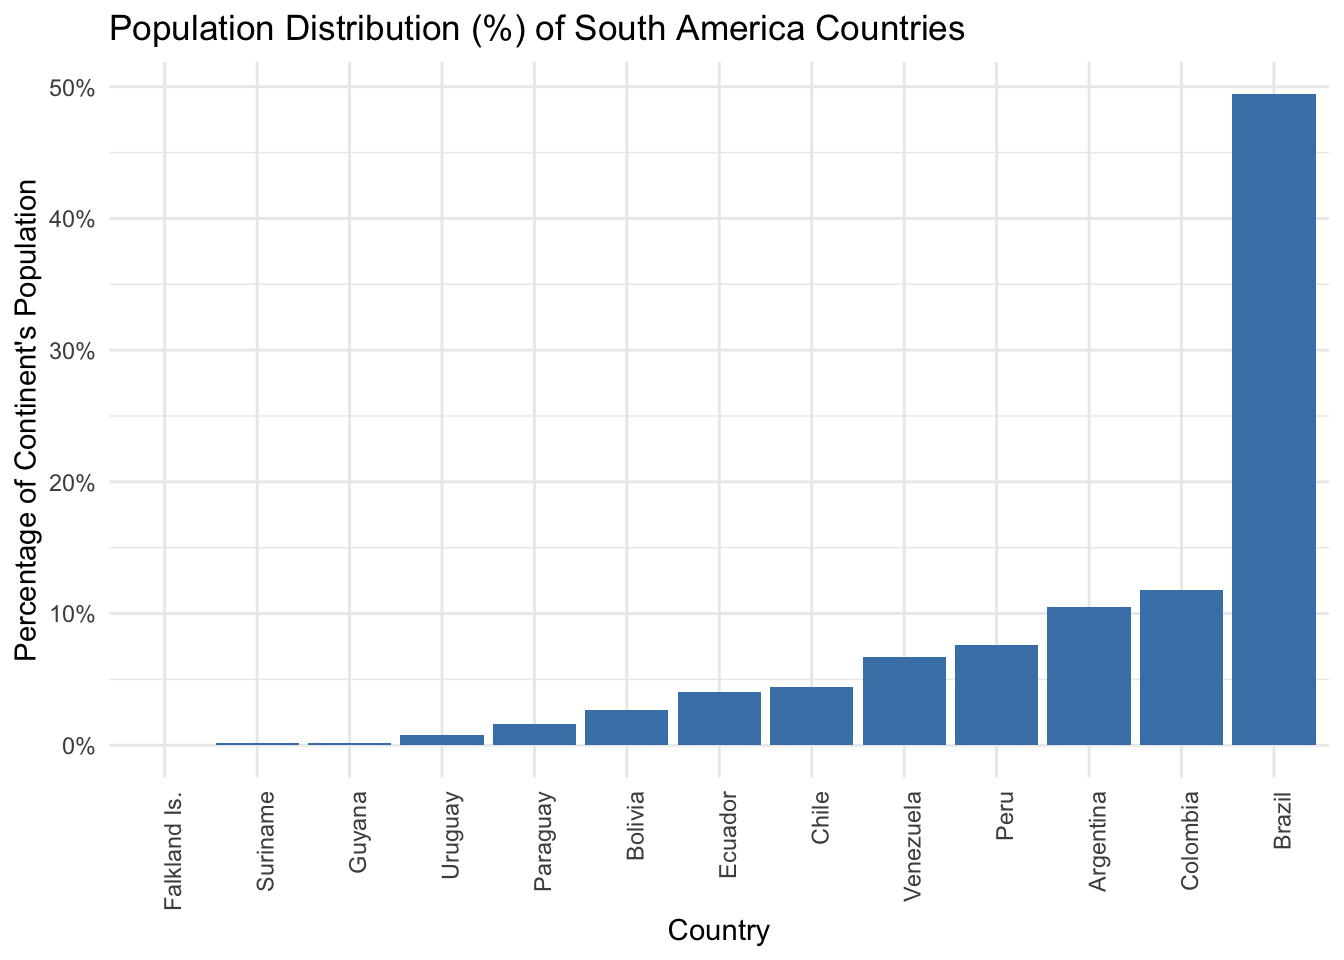 Population Distribution (%) of South America Countries
Percentage of Continent's Population
50%
40%
30%
20%
10%
0%
Falkland Is.
Suriname
Guyana
Uruguay
Paraguay
Bolivia
Ecuador
Chile
Venezuela
Peru
Argentina
Colombia
Brazil
Country